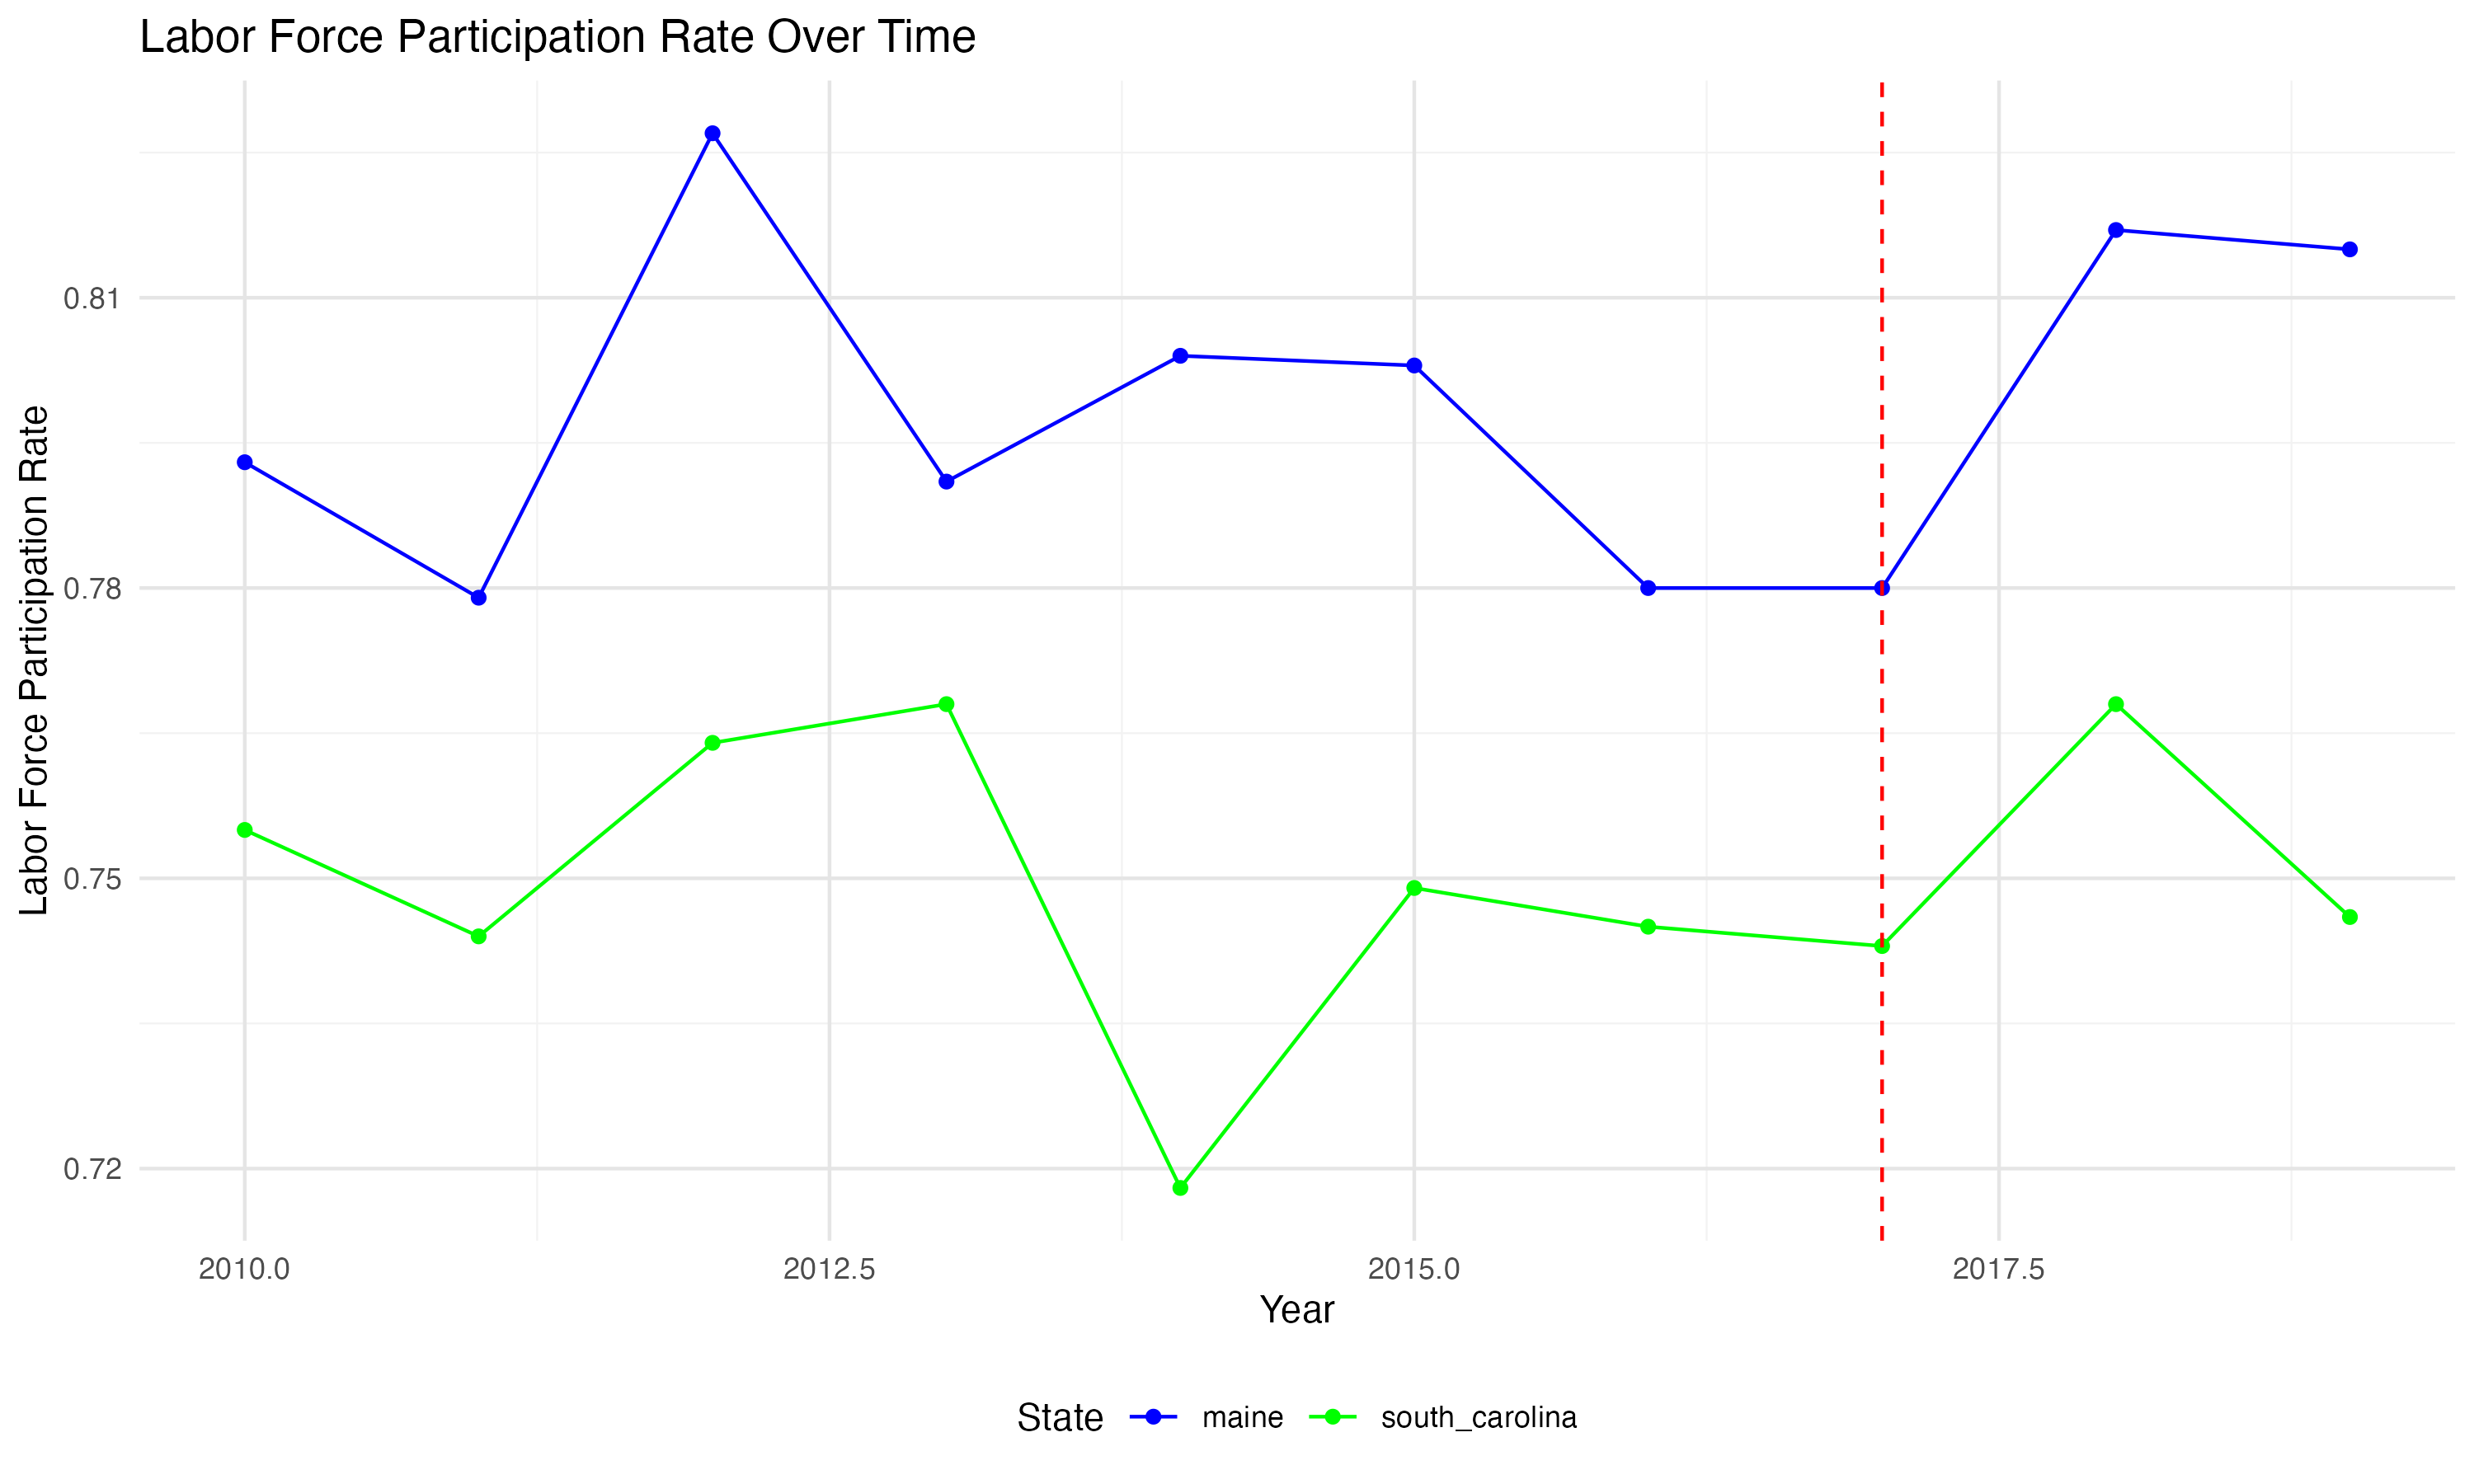 Labor Force Participation Rate Over Time
Labor Force Participation Rate
0.81
0.78
0.75
0.72
2010.0 2012.5 2015.0 2017.5
Year
State maine south_carolina